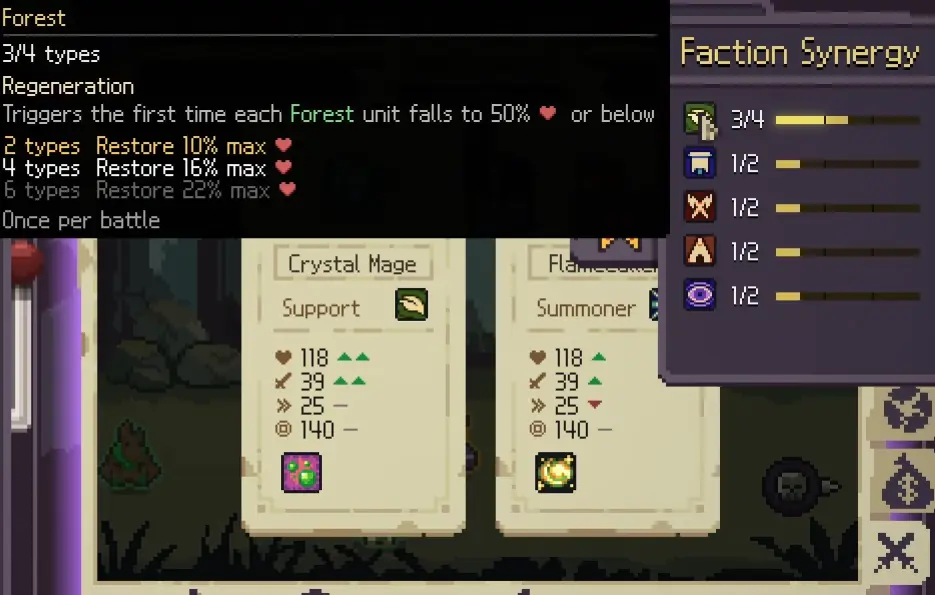 Forest
3/4 types
Regeneration
Triggers the first time each Forest unit falls to 50% or below
2 types Restore 10% max
4 types Restore 16% max
6 types Restore 22% max
Once per battle
Faction Synergy
3/4
1/2
1/2
1/2
1/2
Crystal Mage
Support
118
39
25
140
Summoner
118
39
25
140